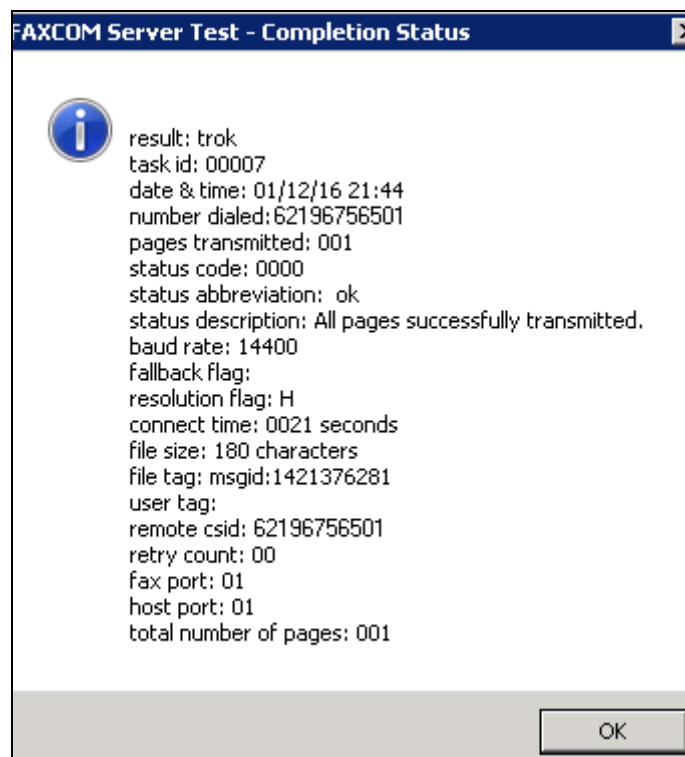 FAXCOM Server Test - Completion Status
result: trok
task id: 00007
date & time: 01/12/16 21:44
number dialed:62196756501
pages transmitted: 001
status code: 0000
status abbreviation:  ok
status description: All pages successfully transmitted.
baud rate: 14400
fallback flag:
resolution flag: H
connect time: 0021 seconds
file size: 180 characters
file tag: msgid:1421376281
user tag:
remote csid: 62196756501
retry count: 00
fax port: 01
host port: 01
total number of pages: 001
OK